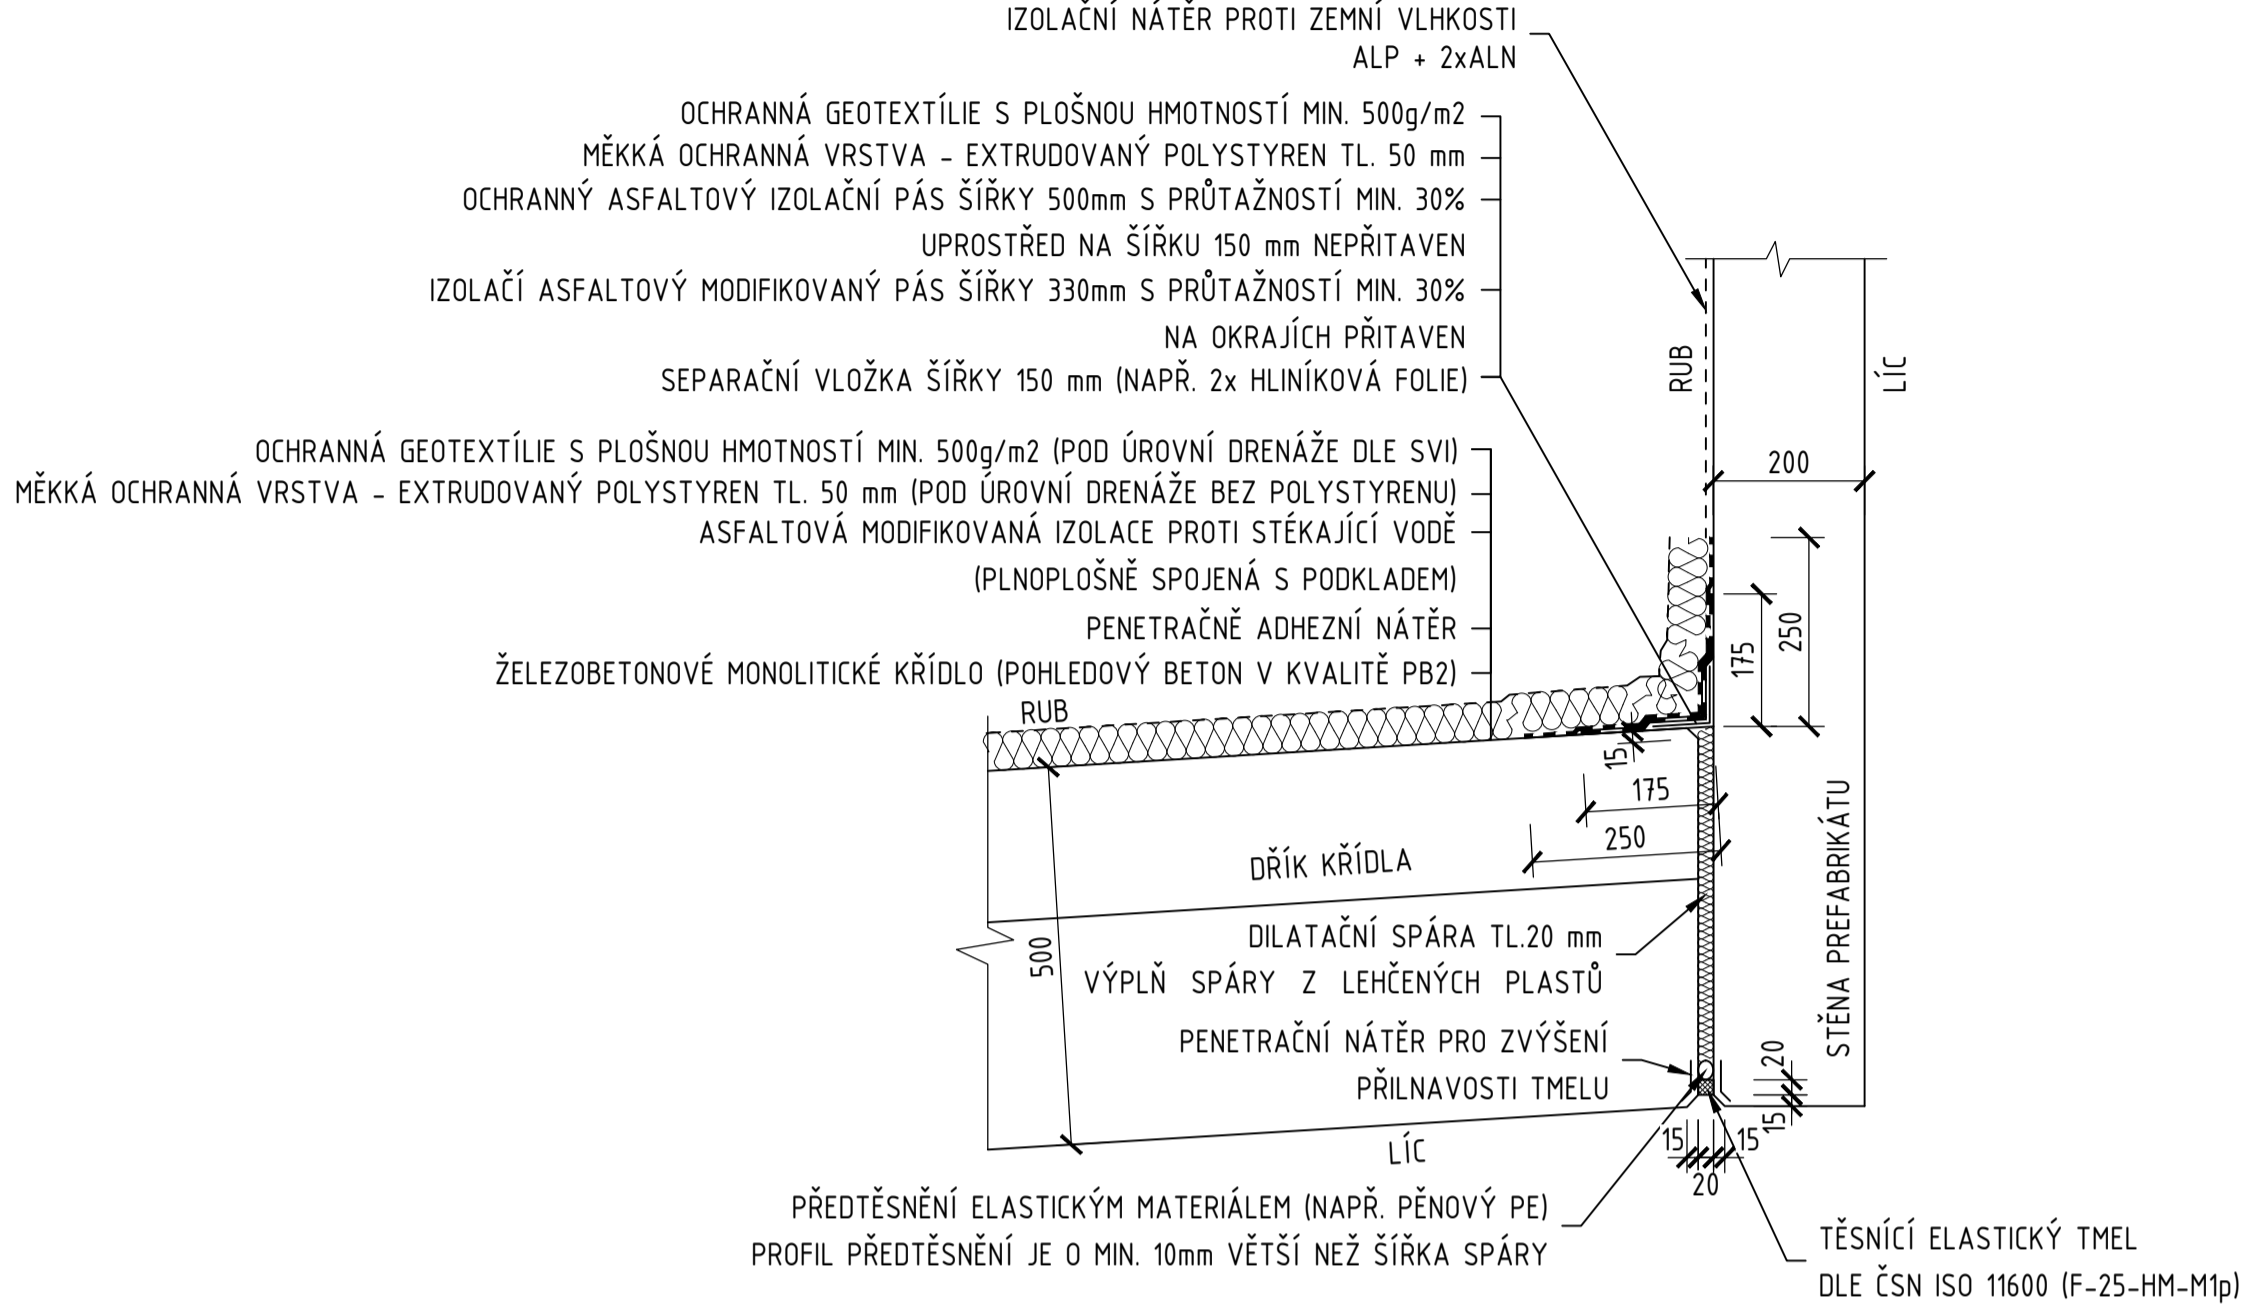 IZOLAČNÍ NÁTĚR PROTI ZEMNÍ VLHKOSTI
ALP + 2xALN
OCHRANNÁ GEOTEXTÍLIE S PLOŠNOU HMOTNOSTÍ MIN. 500g/m2
MĚKKÁ OCHRANNÁ VRSTVA - EXTRUDOVANÝ POLYSTYREN TL. 50 mm
OCHRANNÝ ASFALTOVÝ IZOLAČNÍ PÁS ŠÍŘKY 500mm S PRŮTAŽNOSTÍ MIN. 30%
UPROSTŘED NA ŠÍŘKU 150 mm NEPŘITAVEN
IZOLAČÍ ASFALTOVÝ MODIFIKOVANÝ PÁS ŠÍŘKY 330mm S PRŮTAŽNOSTÍ MIN. 30%
NA OKRAJÍCH PŘITAVEN
SEPARAČNÍ VLOŽKA ŠÍŘKY 150 mm (NAPŘ. 2x HLINÍKOVÁ FOLIE)
RUB
LÍC
200
OCHRANNÁ GEOTEXTÍLIE S PLOŠNOU HMOTNOSTÍ MIN. 500g/m2 (POD ÚROVNÍ DRENÁŽE DLE SVI)
MĚKKÁ OCHRANNÁ VRSTVA - EXTRUDOVANÝ POLYSTYREN TL. 50 mm (POD ÚROVNÍ DRENÁŽE BEZ POLYSTYRENU)
ASFALTOVÁ MODIFIKOVANÁ IZOLACE PROTI STÉKAJÍCÍ VODĚ
(PLNOPLOŠNĚ SPOJENÁ S PODKLADEM)
PENETRAČNĚ ADHEZNÍ NÁTĚR
ŽELEZOBETONOVÉ MONOLITICKÉ KŘÍDLO (POHLEDOVÝ BETON V KVALITĚ PB2)
175
250
RUB
15
175
250
DŘÍK KŘÍDLA
500
DILATAČNÍ SPÁRA TL.20 mm
VÝPLŇ SPÁRY Z LEHČENÝCH PLASTŮ
STĚNA PREFABRIKÁTU
PENETRAČNÍ NÁTĚR PRO ZVÝŠENÍ
PŘILNAVOSTI TMELU
20
15
LÍC
15
15
20
PŘEDTĚSNĚNÍ ELASTICKÝM MATERIÁLEM (NAPŘ. PĚNOVÝ PE)
PROFIL PŘEDTĚSNĚNÍ JE O MIN. 10mm VĚTŠÍ NEŽ ŠÍŘKA SPÁRY
TĚSNÍCÍ ELASTICKÝ TMEL
DLE ČSN ISO 11600 (F-25-HM-M1p)